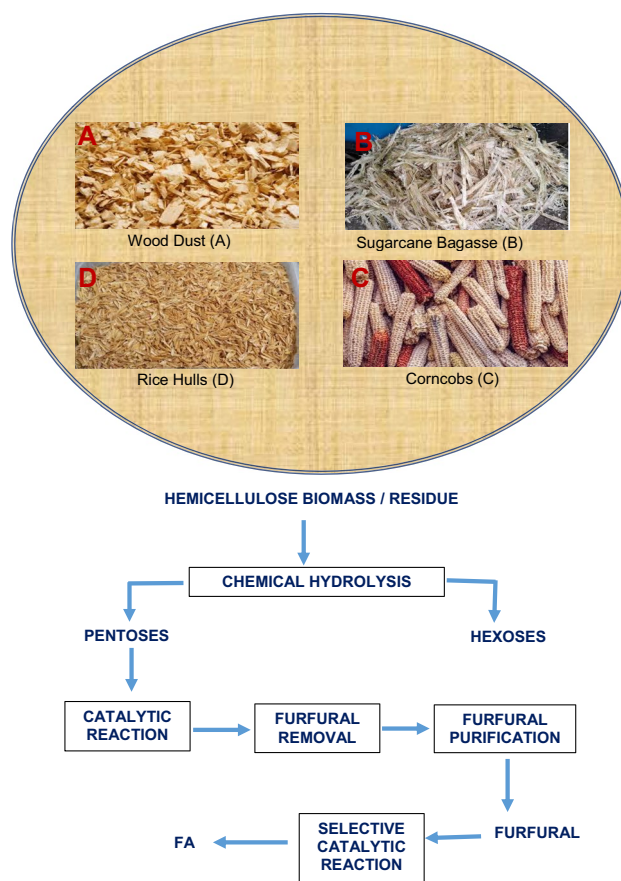 A
B
Wood Dust (A)
Sugarcane Bagasse (B)
D
C
Rice Hulls (D)
Corncobs (C)
HEMICELLULOSE BIOMASS / RESIDUE
CHEMICAL HYDROLYSIS
PENTOSES
HEXOSES
CATALYTIC
REACTION
FURFURAL
REMOVAL
FURFURAL
PURIFICATION
FURFURAL
SELECTIVE
CATALYTIC
REACTION
FA